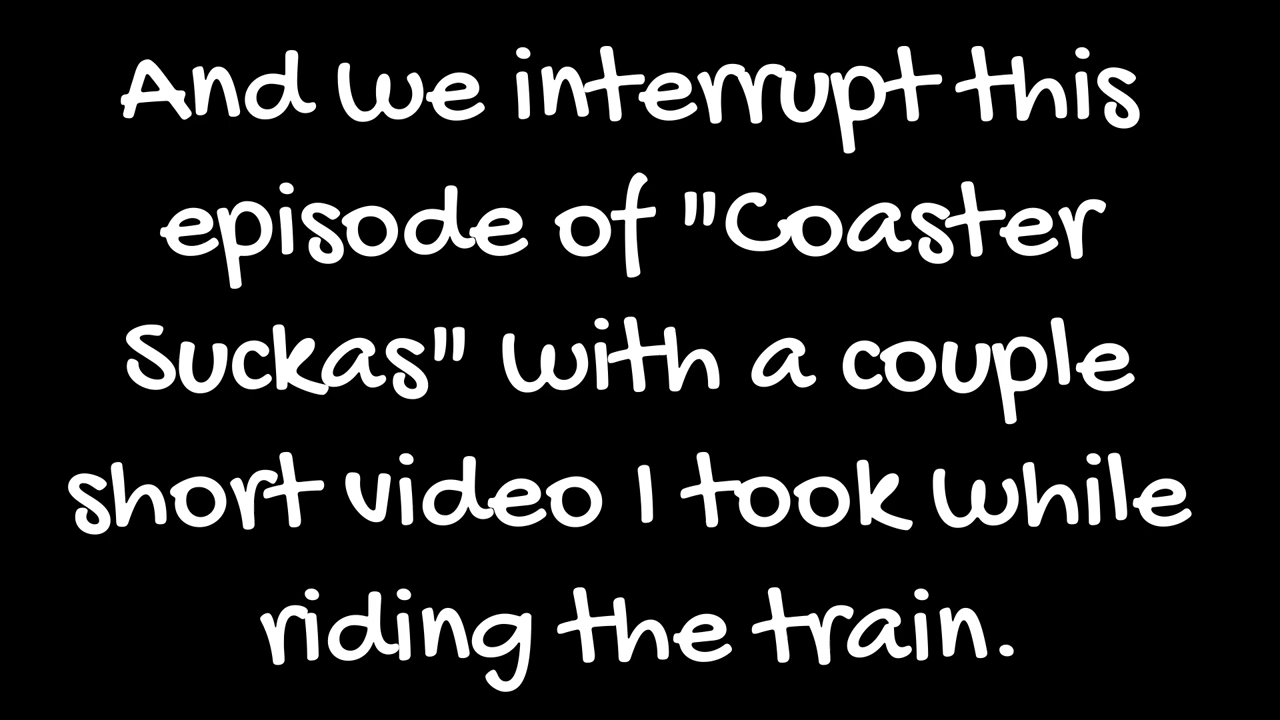 And we interrupt this
episode of "Coaster
Suckas" with a couple
short video I took while
riding the train.